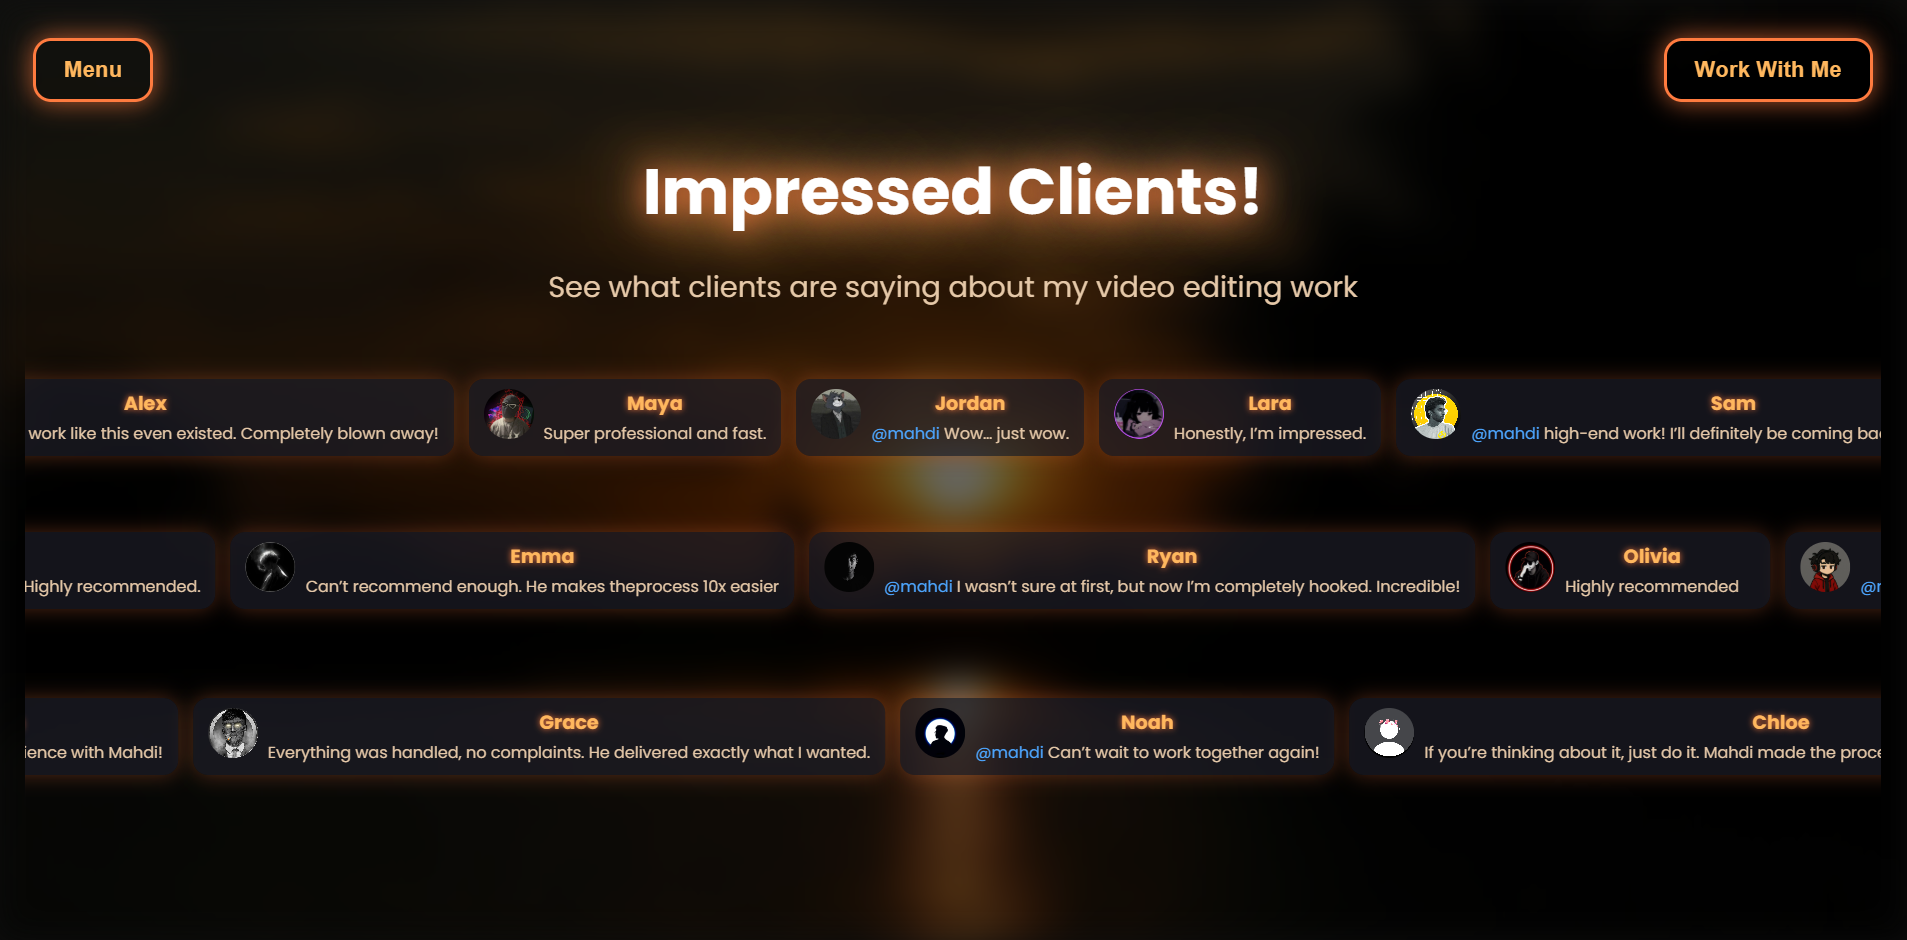 Menu
Work With Me
Impressed Clients!
See what clients are saying about my video editing work
Alex
work like this even existed. Completely blown away!
Maya
Super professional and fast.
Jordan
@mahdi Wow... just wow.
Lara
Honestly, I'm impressed.
Sam
@mahdi high-end work! I'll definitely be coming
Highly recommended.
Emma
Can't recommend enough. He makes theprocess 10x easier
Ryan
@mahdi I wasn't sure at first, but now I'm completely hooked. Incredible!
Olivia
Highly recommended
with Mahdi!
Grace
Everything was handled, no complaints. He delivered exactly what I wanted.
Noah
@mahdi Can't wait to work together again!
Chloe
If you're thinking about it, just do it. Mahdi made the